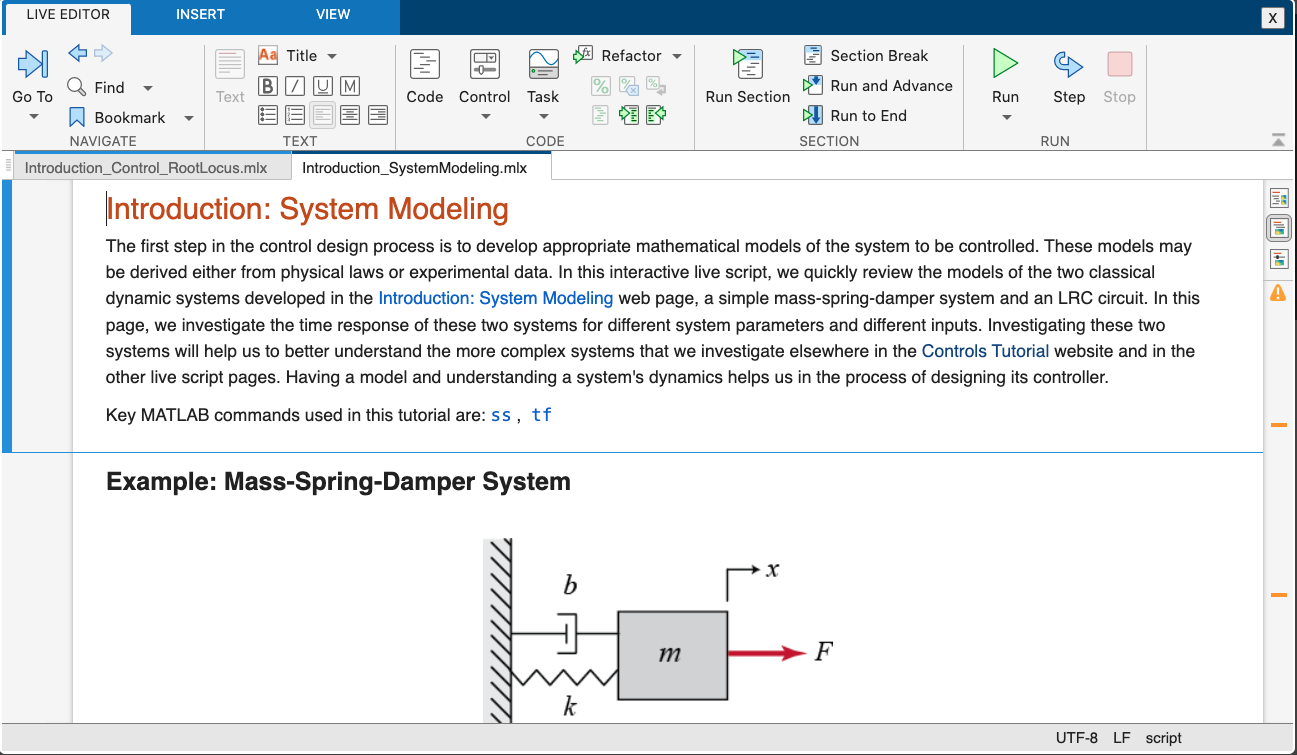 LIVE EDITOR INSERT VIEW X
Aa Title Refactor Section Break
Find B I U M Run and Advance
Go To Text Code Control Task Run Section Run Step Stop
Bookmark Run to End
NAVIGATE TEXT CODE SECTION RUN
Introduction_Control_RootLocus.mlx Introduction_SystemModeling.mlx
Introduction: System Modeling
The first step in the control design process is to develop appropriate mathematical models of the system to be controlled. These models may
be derived either from physical laws or experimental data. In this interactive live script, we quickly review the models of the two classical
dynamic systems developed in the Introduction: System Modeling web page, a simple mass-spring-damper system and an LRC circuit. In this
page, we investigate the time response of these two systems for different system parameters and different inputs. Investigating these two
systems will help us to better understand the more complex systems that we investigate elsewhere in the Controls Tutorial website and in the
other live script pages. Having a model and understanding a system's dynamics helps us in the process of designing its controller.
Key MATLAB commands used in this tutorial are: ss , tf
Example: Mass-Spring-Damper System
x
b
m
F
k
UTF-8 LF script